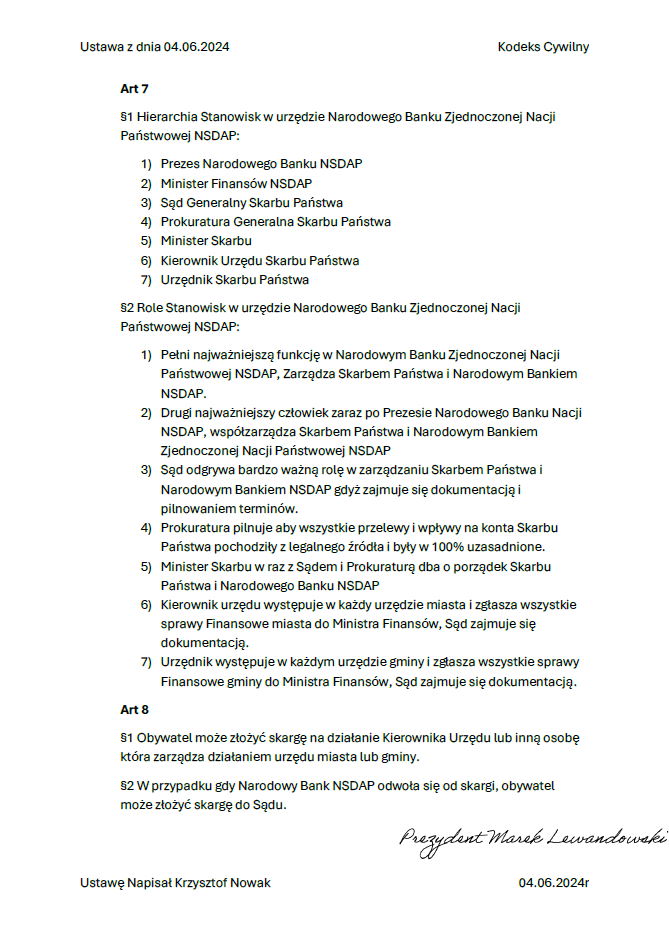 Ustawa z dnia 04.06.2024 Kodeks Cywilny
Art 7
§1 Hierarchia Stanowisk w urzędzie Narodowego Banku Zjednoczonej Nacji
Państwowej NSDAP:
1) Prezes Narodowego Banku NSDAP
2) Minister Finansów NSDAP
3) Sąd Generalny Skarbu Państwa
4) Prokuratura Generalna Skarbu Państwa
5) Minister Skarbu
6) Kierownik Urzędu Skarbu Państwa
7) Urzędnik Skarbu Państwa
§2 Role Stanowisk w urzędzie Narodowego Banku Zjednoczonej Nacji
Państwowej NSDAP:
1) Pełni najważniejszą funkcję w Narodowym Banku Zjednoczonej Nacji
Państwowej NSDAP, Zarządza Skarbem Państwa i Narodowym Bankiem
NSDAP.
2) Drugi najważniejszy człowiek zaraz po Prezesie Narodowego Banku Nacji
NSDAP, współzarządza Skarbem Państwa i Narodowym Bankiem
Zjednoczonej Nacji Państwowej NSDAP
3) Sąd odgrywa bardzo ważną rolę w zarządzaniu Skarbem Państwa i
Narodowym Bankiem NSDAP gdyż zajmuje się dokumentacją i
pilnowaniem terminów.
4) Prokuratura pilnuje aby wszystkie przelewy i wpływy na konta Skarbu
Państwa pochodziły z legalnego źródła i były w 100% uzasadnione.
5) Minister Skarbu w raz z Sądem i Prokuraturą dba o porządek Skarbu
Państwa i Narodowego Banku NSDAP
6) Kierownik urzędu występuje w każdy urzędzie miasta i zgłasza wszystkie
sprawy Finansowe miasta do Ministra Finansów, Sąd zajmuje się
dokumentacją.
7) Urzędnik występuje w każdym urzędzie gminy i zgłasza wszystkie sprawy
Finansowe gminy do Ministra Finansów, Sąd zajmuje się dokumentacją.
Art 8
§1 Obywatel może złożyć skargę na działanie Kierownika Urzędu lub inną osobę
która zarządza działaniem urzędu miasta lub gminy.
§2 W przypadku gdy Narodowy Bank NSDAP odwoła się od skargi, obywatel
może złożyć skargę do Sądu.
Prezydent Marek Lewandowski
Ustawę Napisał Krzysztof Nowak 04.06.2024r